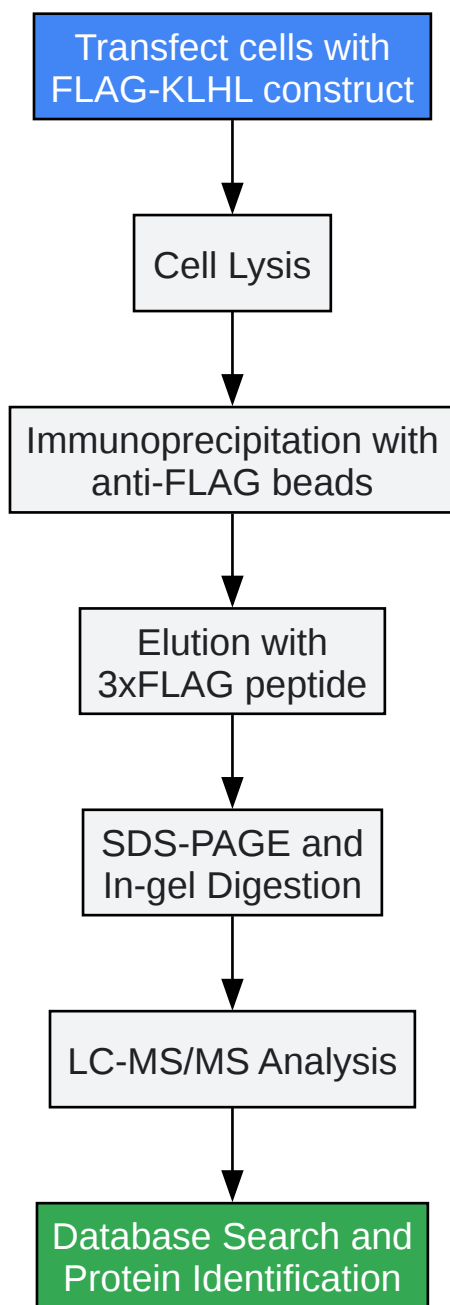 Transfect cells with
FLAG-KLHL construct
Cell Lysis
Immunoprecipitation with
anti-FLAG beads
Elution with
3xFLAG peptide
SDS-PAGE and
In-gel Digestion
LC-MS/MS Analysis
Database Search and
Protein Identification